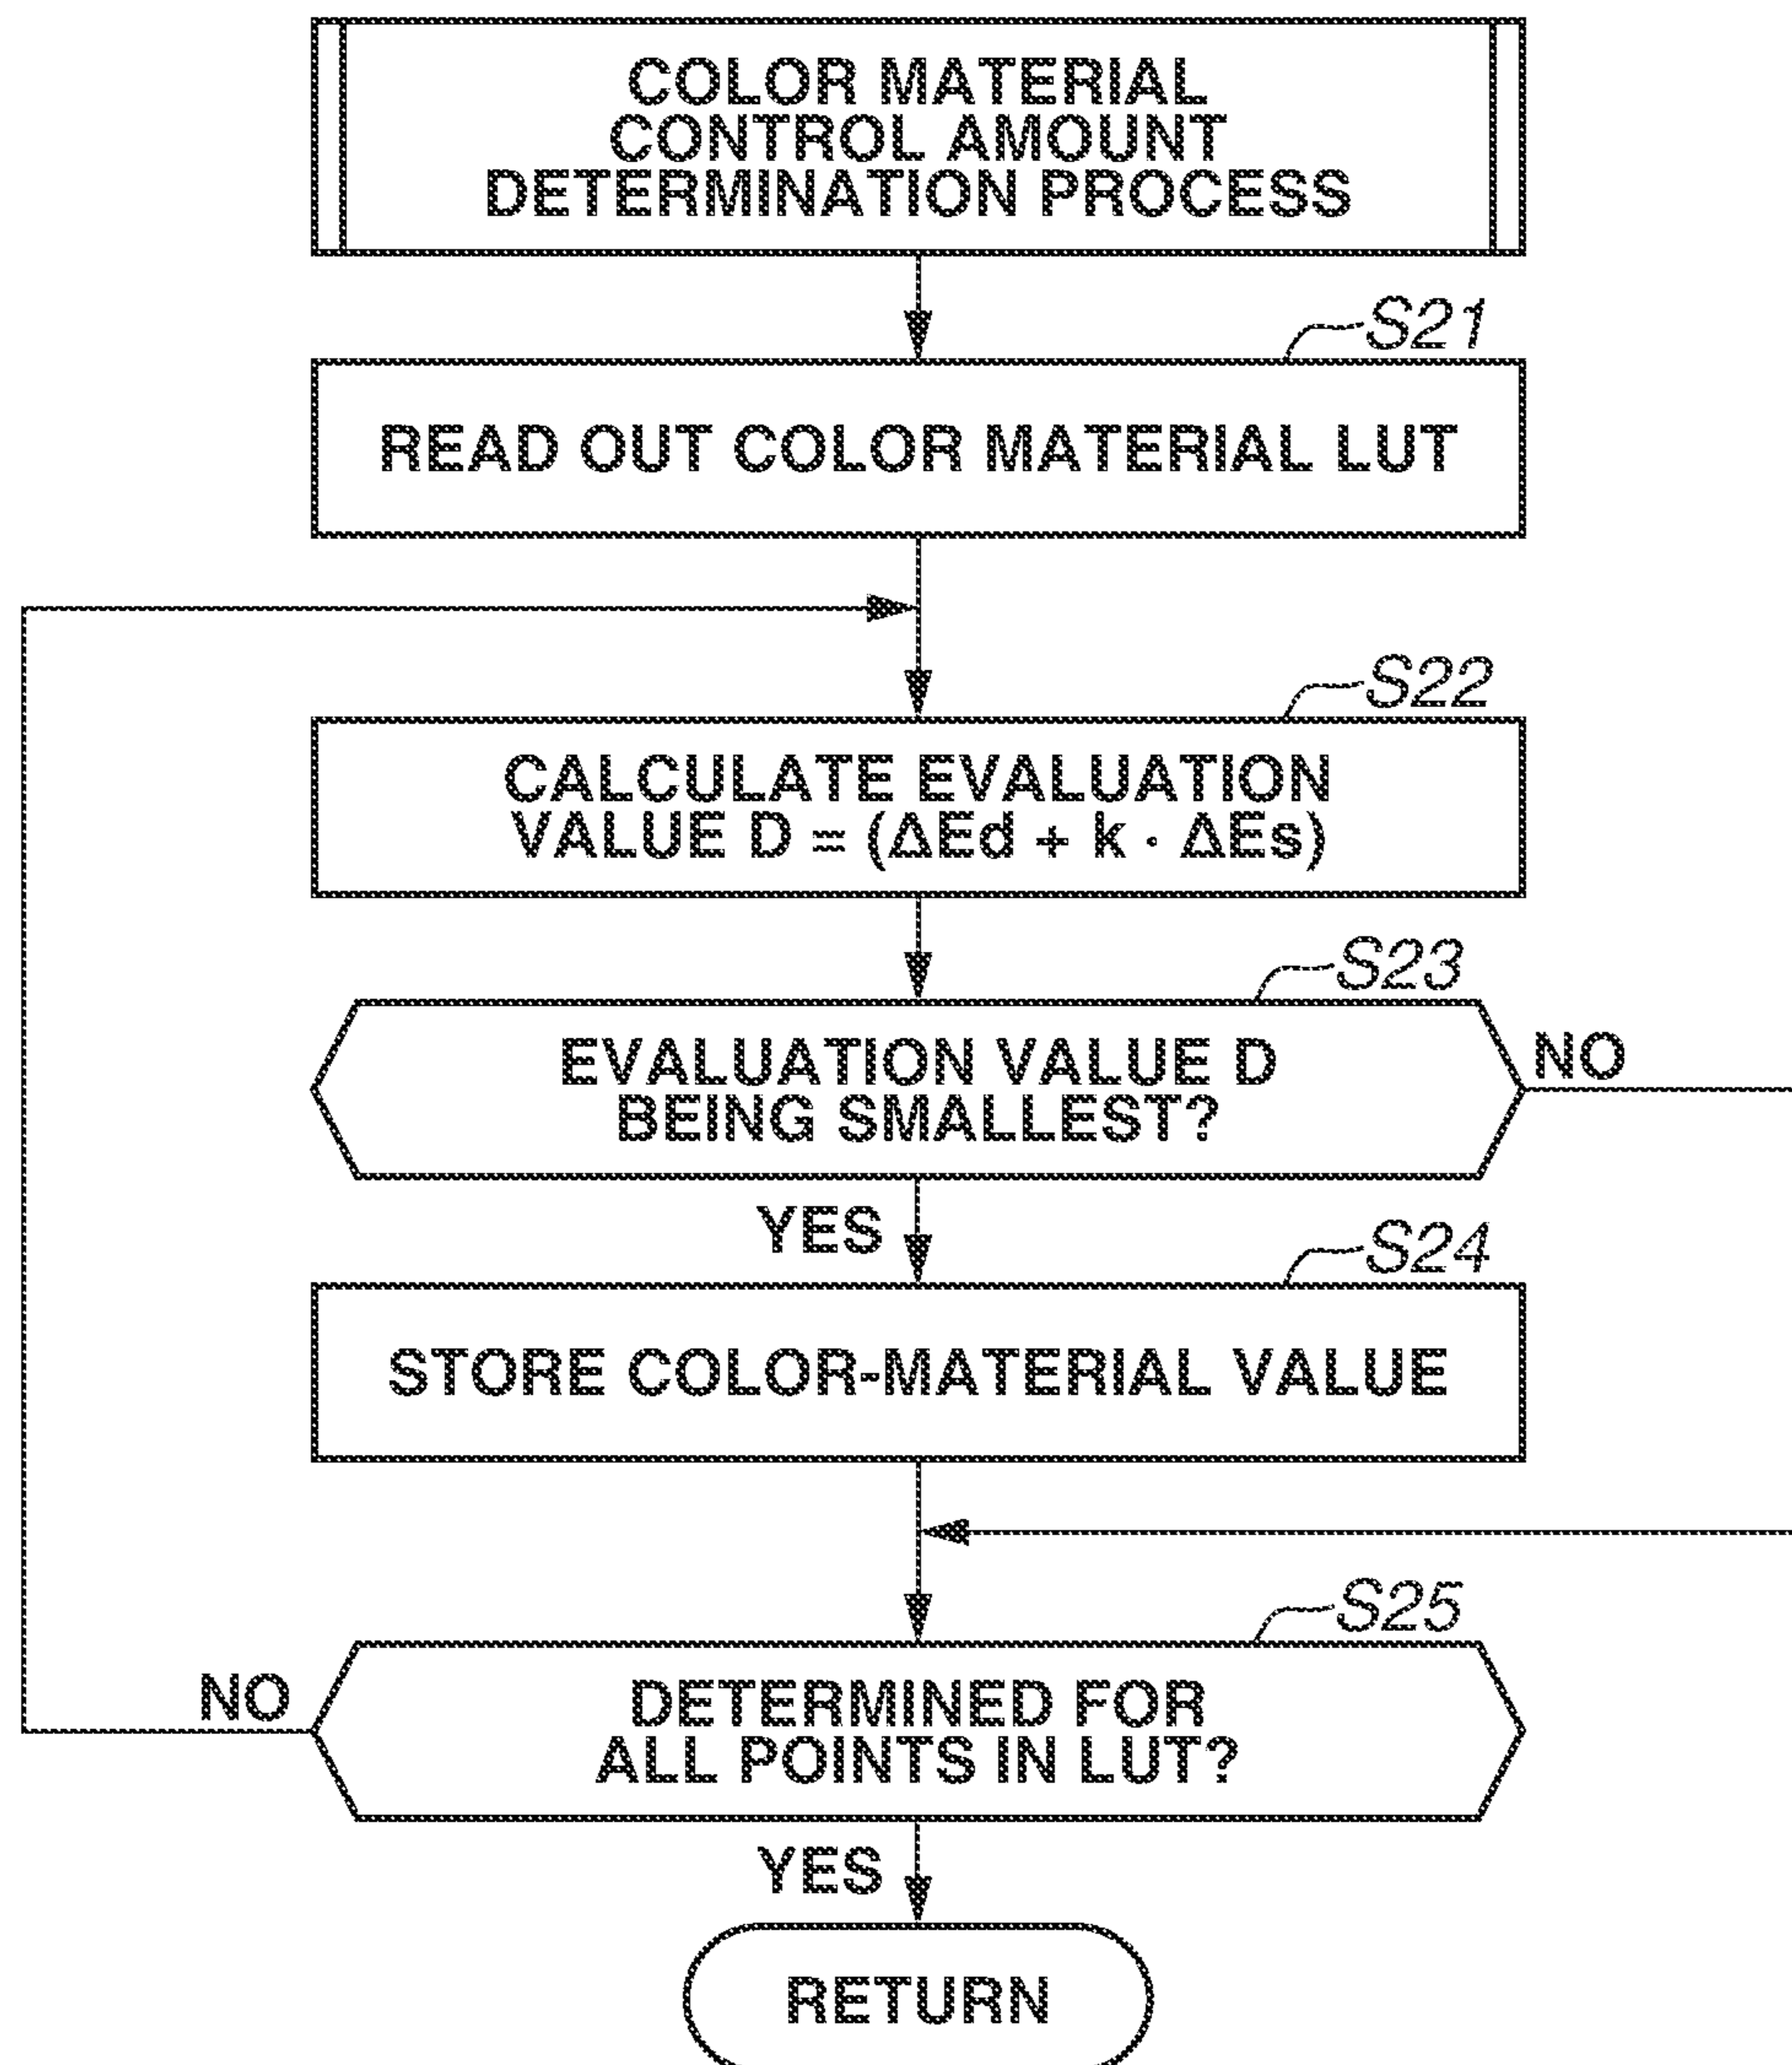 COLOR MATERIAL
CONTROL AMOUNT
DETERMINATION PROCESS
S21
READ OUT COLOR MATERIAL LUT
S22
CALCULATE EVALUATION
VALUE D = (ΔEd + k · ΔEs)
S23
EVALUATION VALUE D
BEING SMALLEST?
NO
YES
S24
STORE COLOR-MATERIAL VALUE
S25
DETERMINED FOR
ALL POINTS IN LUT?
NO
YES
RETURN